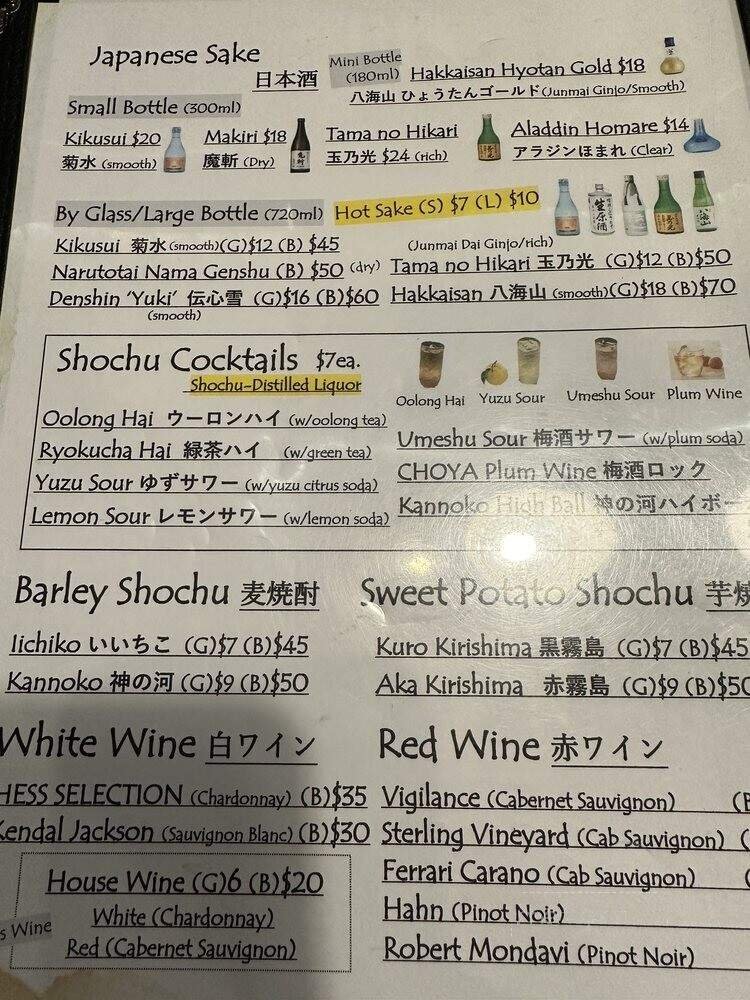 Japanese Sake
日本酒
Mini Bottle
(180ml)
Hakkaisan Hyotan Gold $18
八海山 ひょうたんゴールド(Junmai Ginjo/Smooth)
Small Bottle (300ml)
Kikusui $20
菊水 (smooth)
Makiri $18
魔斬 (Dry)
Tama no Hikari
玉乃光 $24 (rich)
Aladdin Homare $14
アラジンほまれ (Clear)
By Glass/Large Bottle (720ml)
Hot Sake (S) $7 (L) $10
Kikusui 菊水 (smooth)(G)$12 (B) $45
Narutotai Nama Genshu (B) $50 (dry)
Denshin 'Yuki' 伝心雪 (G)$16 (B)$60
(smooth)
(Junmai Dai Ginjo/rich)
Tama no Hikari 玉乃光 (G)$12 (B)$50
Hakkaisan 八海山 (smooth)(G)$18 (B)$70
Shochu Cocktails $7ea.
Shochu-Distilled Liquor
Oolong Hai
Yuzu Sour
Umeshu Sour
Plum Wine
Oolong Hai ウーロンハイ (w/oolong tea)
Ryokucha Hai 緑茶ハイ (w/green tea)
Yuzu Sour ゆずサワー (w/yuzu citrus soda)
Lemon Sour レモンサワー (w/lemon soda)
Umeshu Sour 梅酒サワー (w/plum soda)
CHOYA Plum Wine 梅酒ロック
Kannoko High Ball 神の河ハイボー
Barley Shochu 麦焼酎
Iichiko いいちこ (G)$7 (B)$45
Kannoko 神の河 (G)$9 (B)$50
Sweet Potato Shochu 芋焼
Kuro Kirishima 黒霧島 (G)$7 (B)$45
Aka Kirishima 赤霧島 (G)$9 (B)$50
White Wine 白ワイン
HESS SELECTION (Chardonnay) (B)$35
Kendal Jackson (Sauvignon Blanc) (B)$30
House Wine (G)6 (B)$20
White (Chardonnay)
Red (Cabernet Sauvignon)
s Wine
Red Wine 赤ワイン
Vigilance (Cabernet Sauvignon) (B
Sterling Vineyard (Cab Sauvignon) (
Ferrari Carano (Cab Sauvignon) (
Hahn (Pinot Noir)
Robert Mondavi (Pinot Noir)